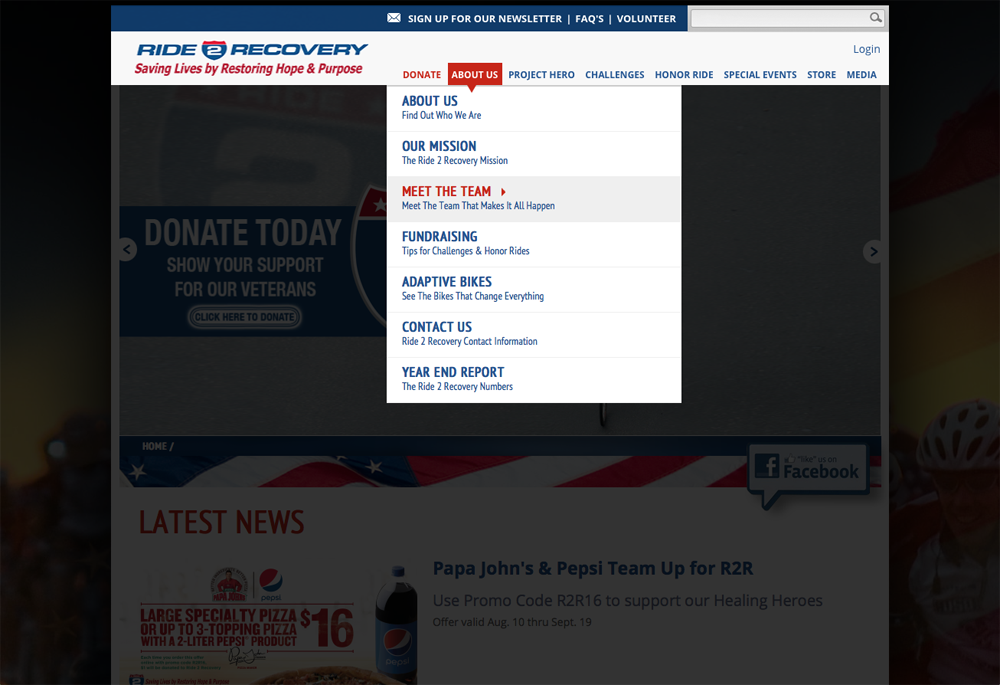 SIGN UP FOR OUR NEWSLETTER | FAQ'S | VOLUNTEER
RIDE 2 RECOVERY
Saving Lives by Restoring Hope & Purpose
Login
DONATE ABOUT US PROJECT HERO CHALLENGES HONOR RIDE SPECIAL EVENTS STORE MEDIA
ABOUT US
Find Out Who We Are
OUR MISSION
The Ride 2 Recovery Mission
MEET THE TEAM
Meet The Team That Makes It All Happen
FUNDRAISING
Tips for Challenges & Honor Rides
ADAPTIVE BIKES
See The Bikes That Change Everything
CONTACT US
Ride 2 Recovery Contact Information
YEAR END REPORT
The Ride 2 Recovery Numbers
DONATE TODAY
SHOW YOUR SUPPORT
FOR OUR VETERANS
CLICK HERE TO DONATE
HOME /
"like" us on
Facebook
LATEST NEWS
Papa John's & Pepsi Team Up for R2R
Use Promo Code R2R16 to support our Healing Heroes
Offer valid Aug. 10 thru Sept. 19
PAPA JOHN'S
pepsi
LARGE SPECIALTY PIZZA
OR UP TO 3-TOPPING PIZZA
WITH A 2-LITER PEPSI PRODUCT
$16
pepsi
RIDE 2 RECOVERY